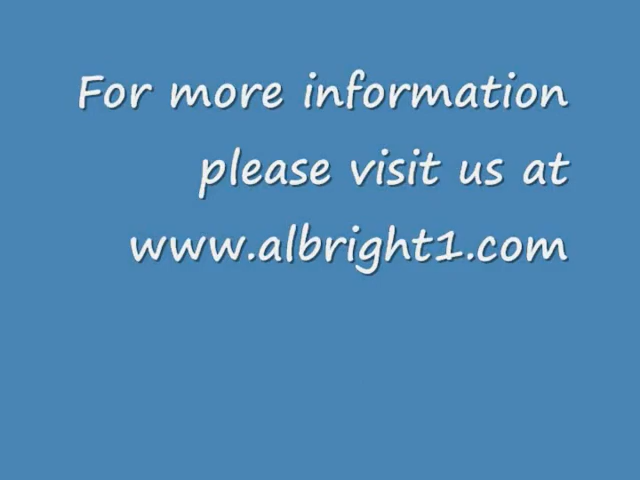 For more information
please visit us at
www.albright1.com